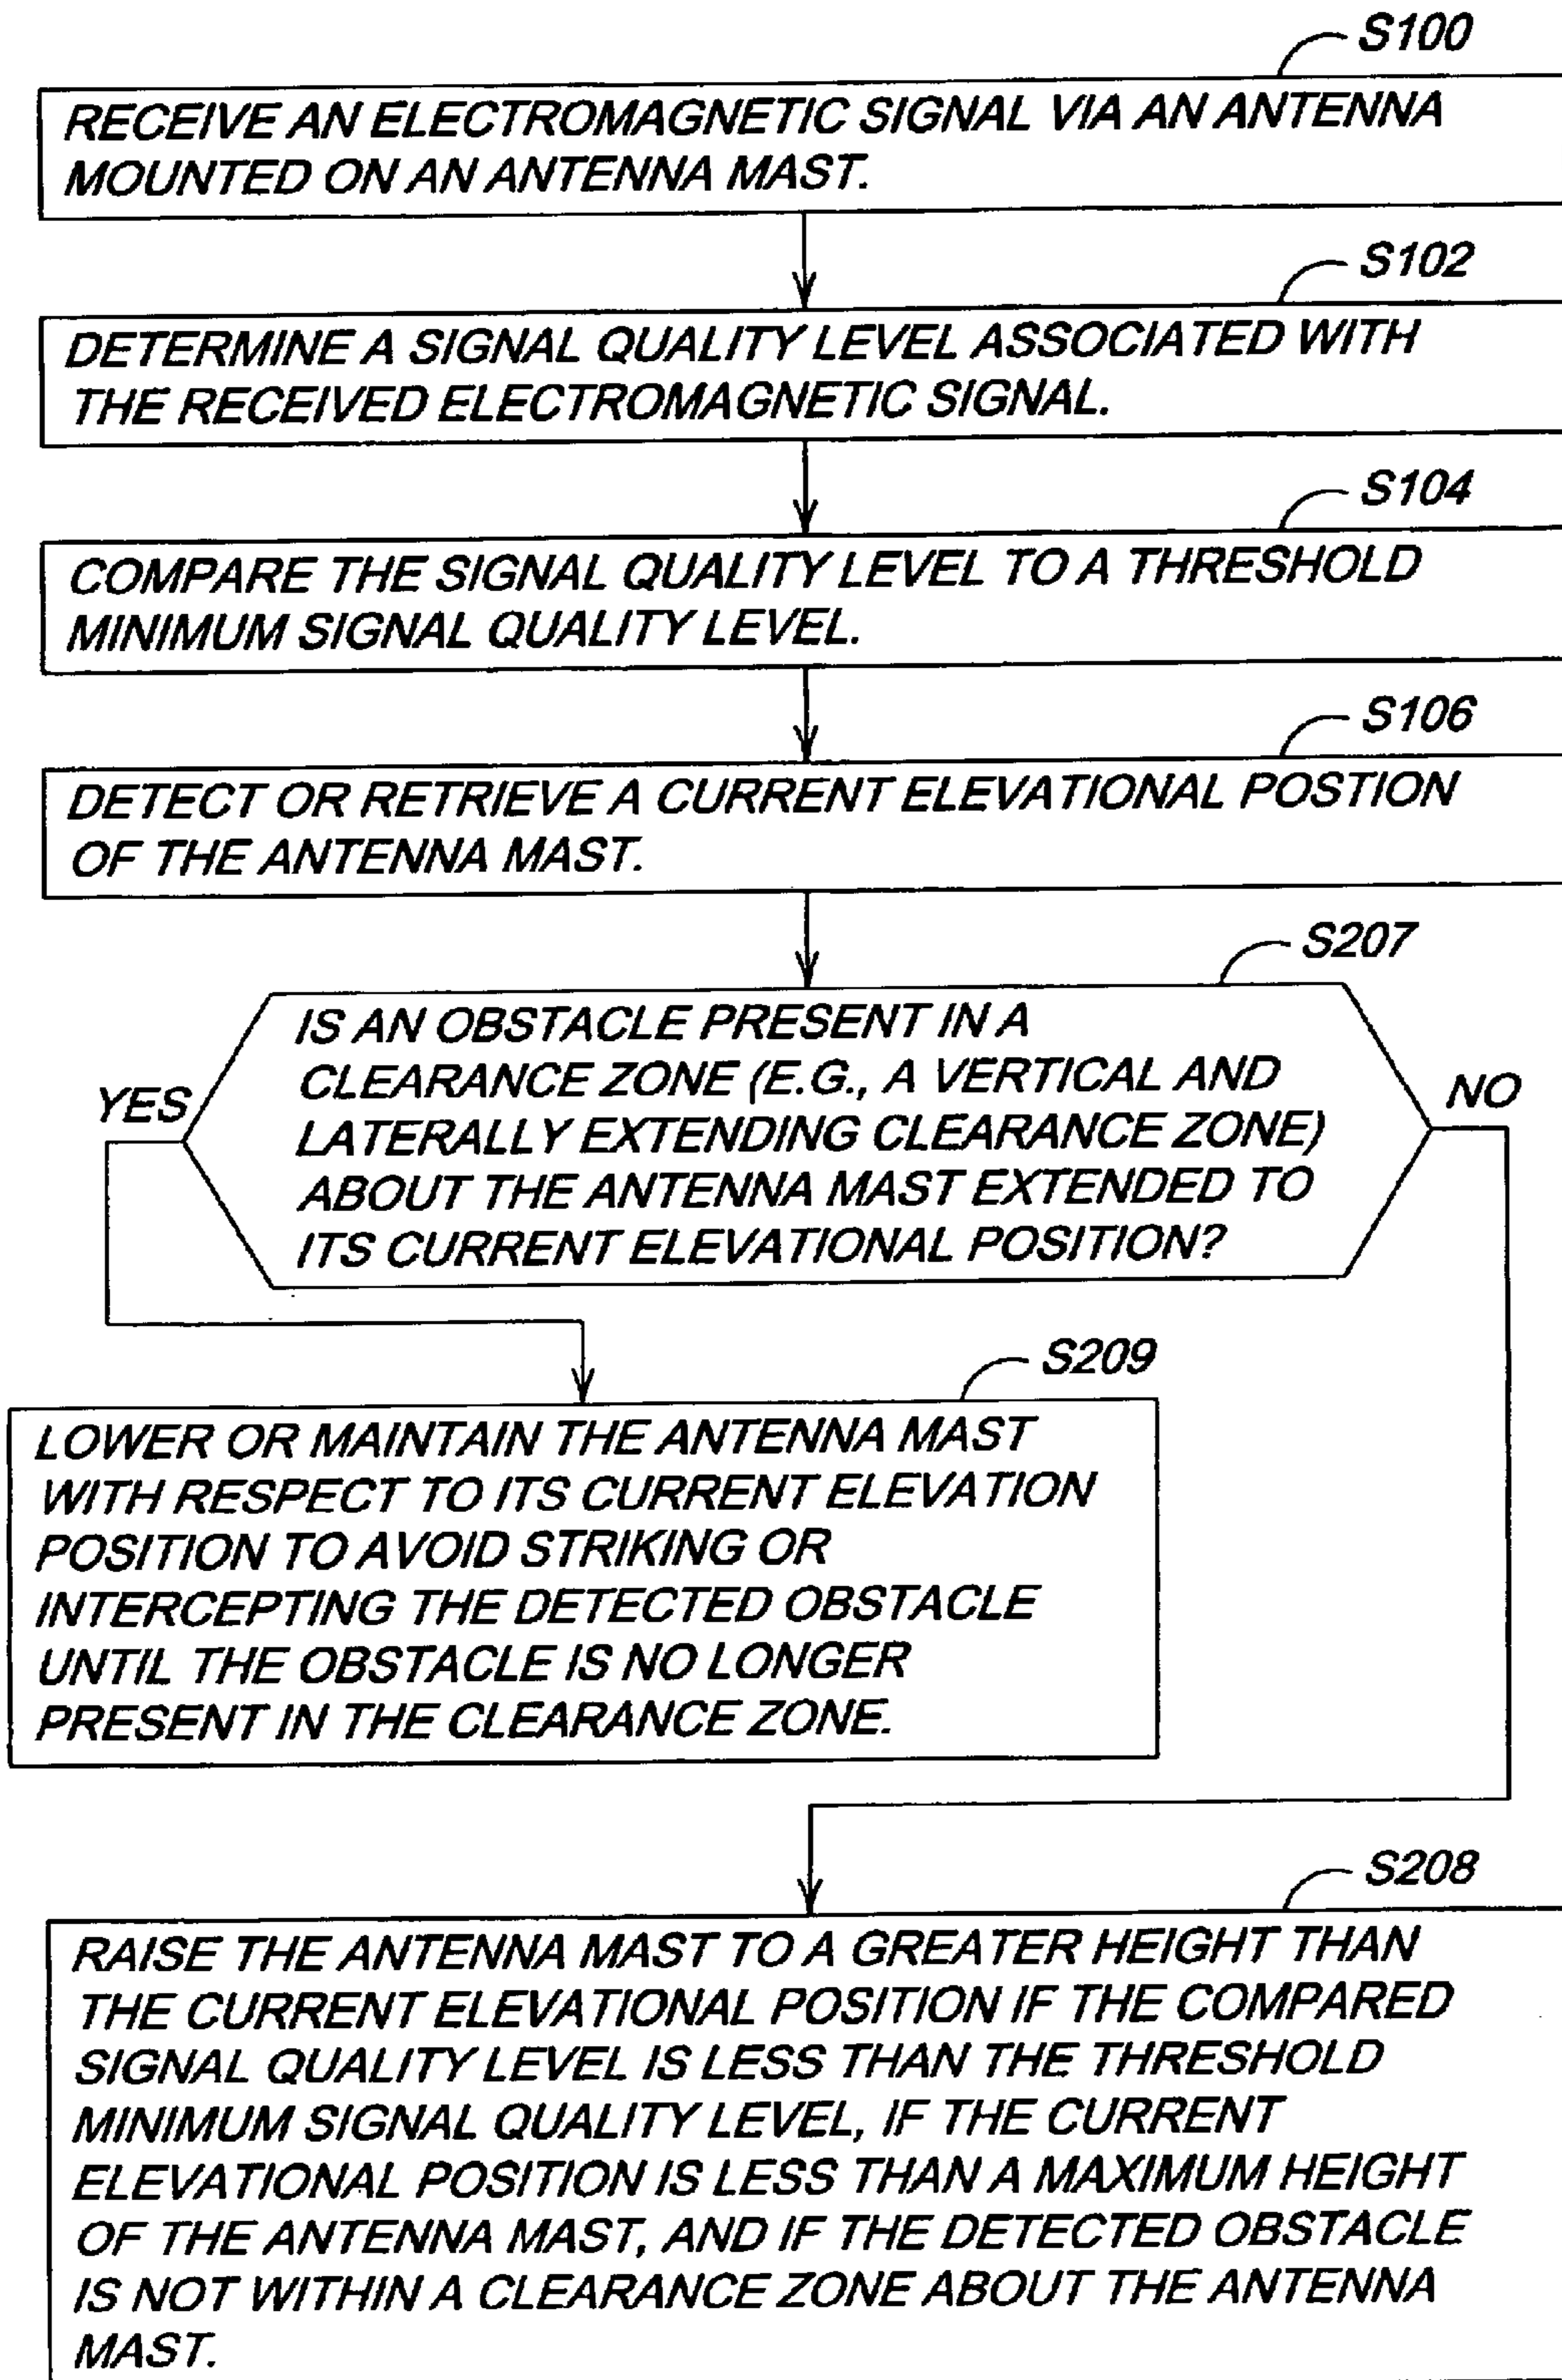 S100
RECEIVE AN ELECTROMAGNETIC SIGNAL VIA AN ANTENNA
MOUNTED ON AN ANTENNA MAST.
S102
DETERMINE A SIGNAL QUALITY LEVEL ASSOCIATED WITH
THE RECEIVED ELECTROMAGNETIC SIGNAL.
S104
COMPARE THE SIGNAL QUALITY LEVEL TO A THRESHOLD
MINIMUM SIGNAL QUALITY LEVEL.
S106
DETECT OR RETRIEVE A CURRENT ELEVATIONAL POSTION
OF THE ANTENNA MAST.
S207
IS AN OBSTACLE PRESENT IN A
CLEARANCE ZONE (E.G., A VERTICAL AND
LATERALLY EXTENDING CLEARANCE ZONE)
ABOUT THE ANTENNA MAST EXTENDED TO
ITS CURRENT ELEVATIONAL POSITION?
YES
NO
S209
LOWER OR MAINTAIN THE ANTENNA MAST
WITH RESPECT TO ITS CURRENT ELEVATION
POSITION TO AVOID STRIKING OR
INTERCEPTING THE DETECTED OBSTACLE
UNTIL THE OBSTACLE IS NO LONGER
PRESENT IN THE CLEARANCE ZONE.
S208
RAISE THE ANTENNA MAST TO A GREATER HEIGHT THAN
THE CURRENT ELEVATIONAL POSITION IF THE COMPARED
SIGNAL QUALITY LEVEL IS LESS THAN THE THRESHOLD
MINIMUM SIGNAL QUALITY LEVEL, IF THE CURRENT
ELEVATIONAL POSITION IS LESS THAN A MAXIMUM HEIGHT
OF THE ANTENNA MAST, AND IF THE DETECTED OBSTACLE
IS NOT WITHIN A CLEARANCE ZONE ABOUT THE ANTENNA
MAST.